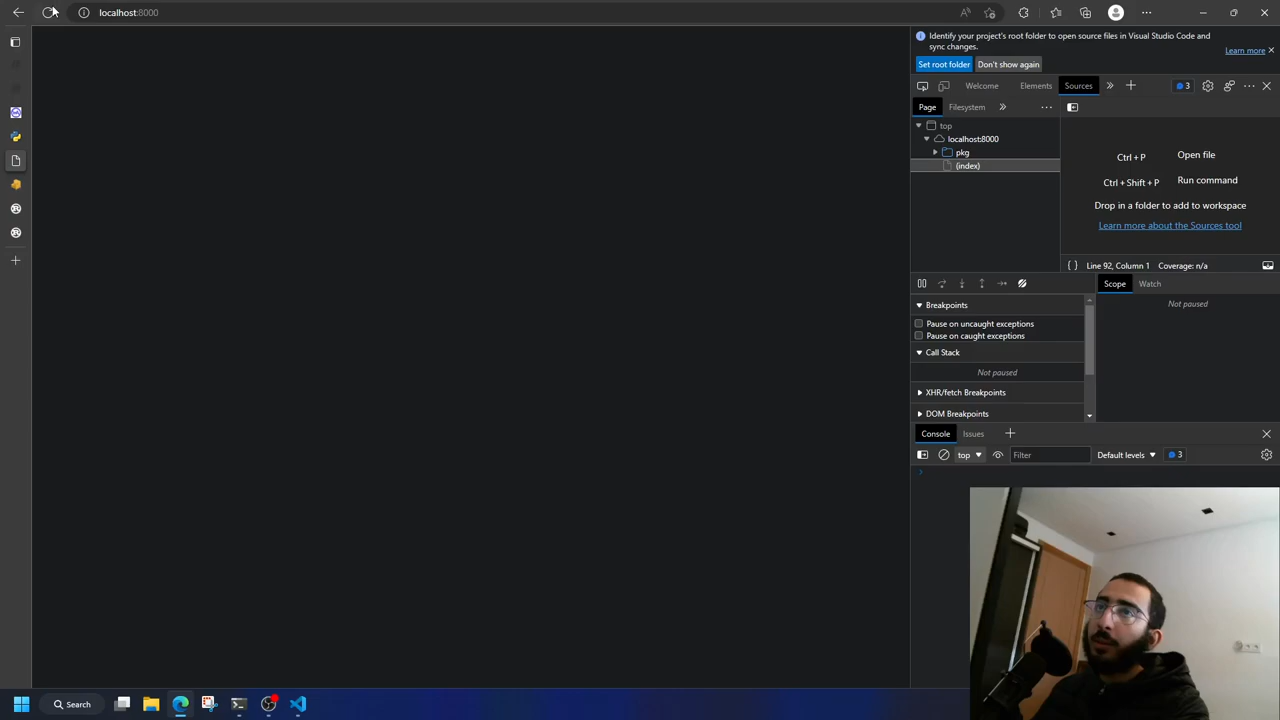 localhost:8000
Identify your project's root folder to open source files in Visual Studio Code and
sync changes.
Learn more
Set root folder
Don't show again
Welcome
Elements
Sources
3
Page
Filesystem
top
localhost:8000
pkg
(index)
Ctrl + P
Open file
Ctrl + Shift + P
Run command
Drop in a folder to add to workspace
Learn more about the Sources tool
{ } Line 92, Column 1 Coverage: n/a
Scope
Watch
Not paused
Breakpoints
Pause on uncaught exceptions
Pause on caught exceptions
Call Stack
Not paused
XHR/fetch Breakpoints
DOM Breakpoints
Console
Issues
top
Filter
Default levels
3
Search